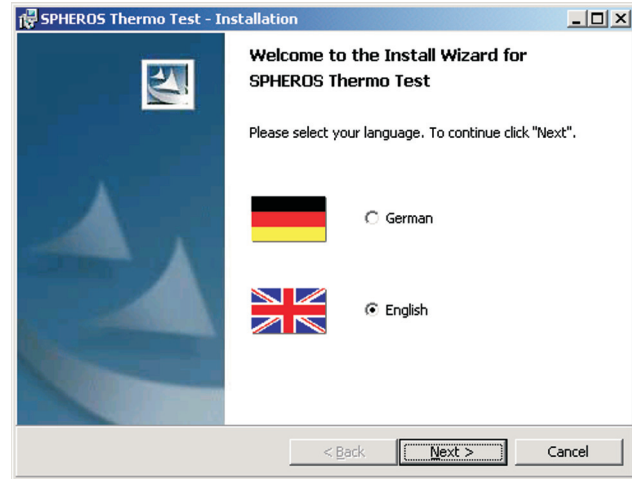 SPHEROS Thermo Test - Installation
Welcome to the Install Wizard for
SPHEROS Thermo Test
Please select your language. To continue click "Next".
German
English
< Back
Next >
Cancel